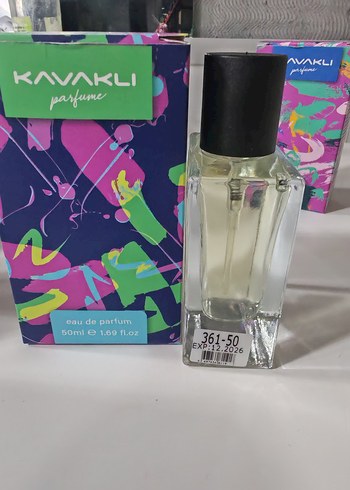 KAVAKLI
parfume
eau de parfum
50ml ℮ 1.69 fl.oz
361-50
EXP:12.2026
KAVAKLI
parfume